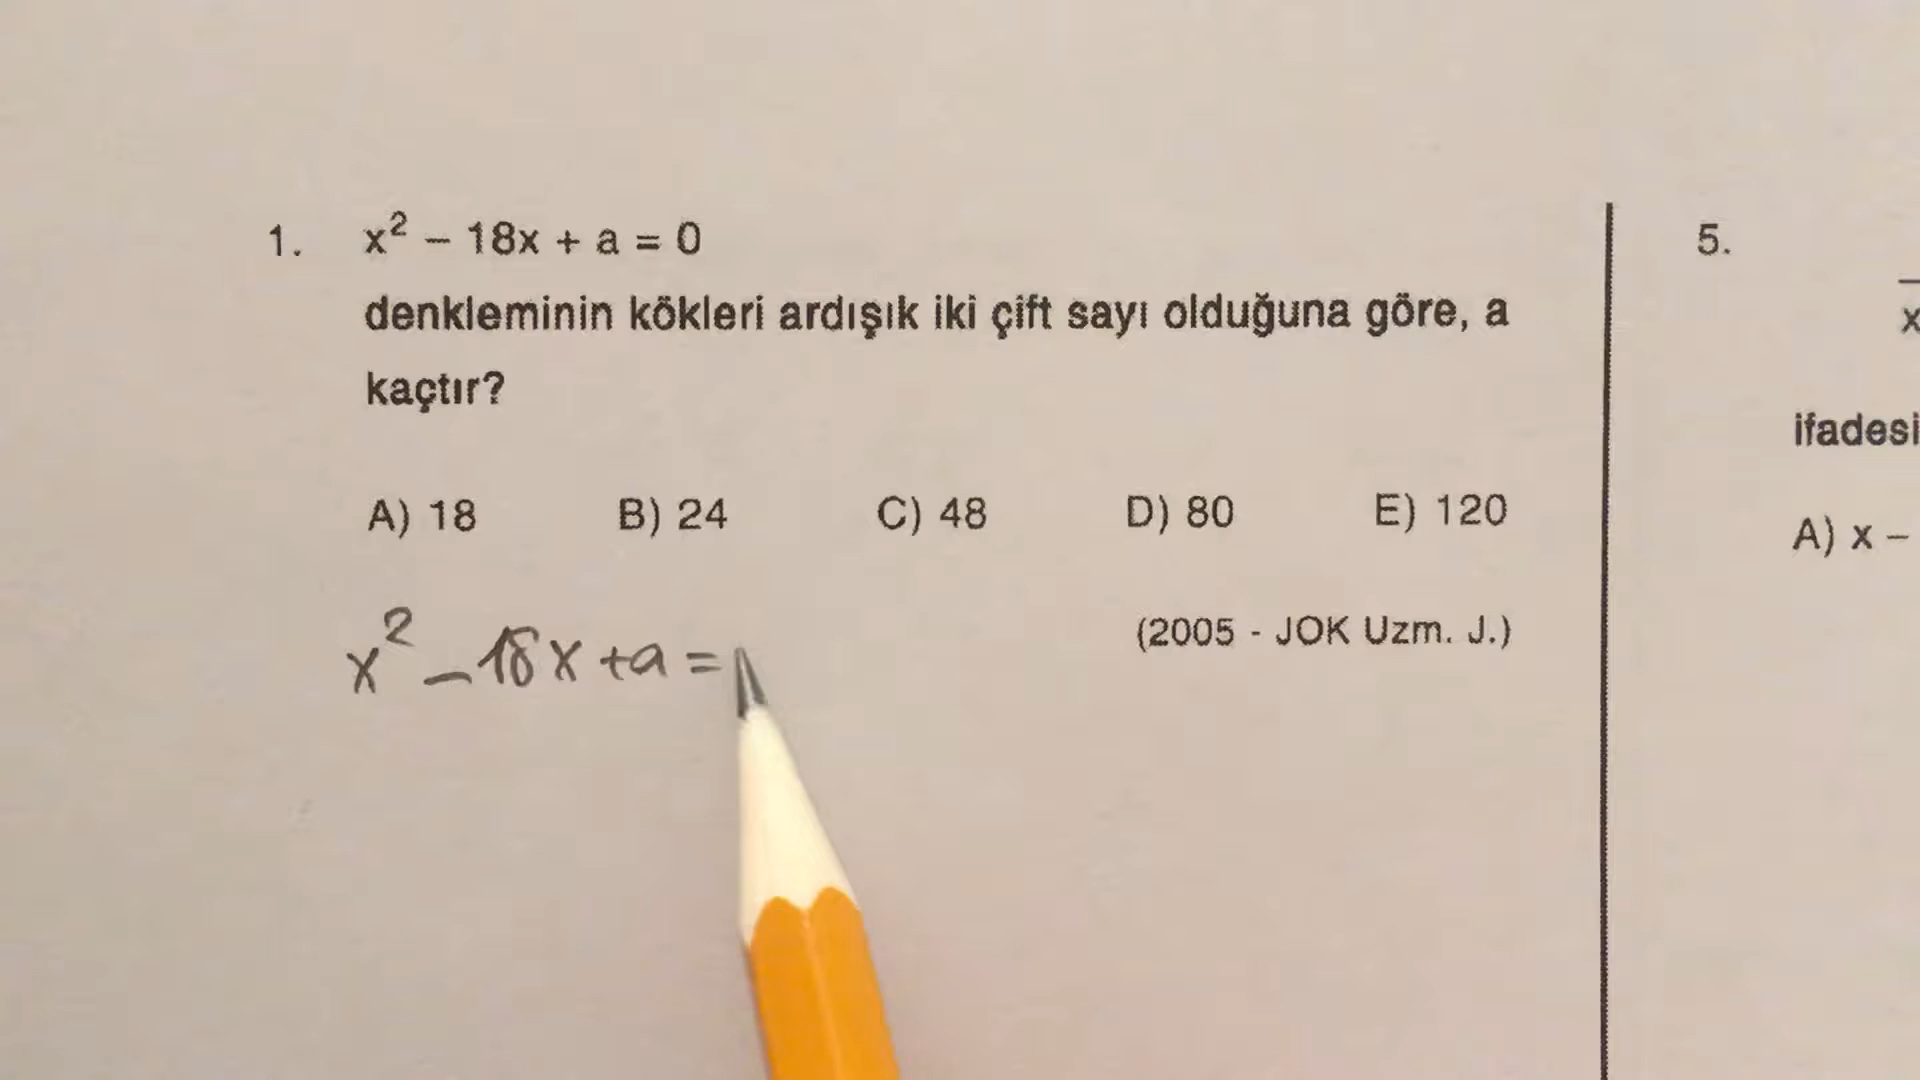 1. x² – 18x + a = 0
denkleminin kökleri ardışık iki çift sayı olduğuna göre, a
kaçtır?
A) 18 B) 24 C) 48 D) 80 E) 120
(2005 - JOK Uzm. J.)
x² – 18x + a =
5.
x
ifadesi
A) x –